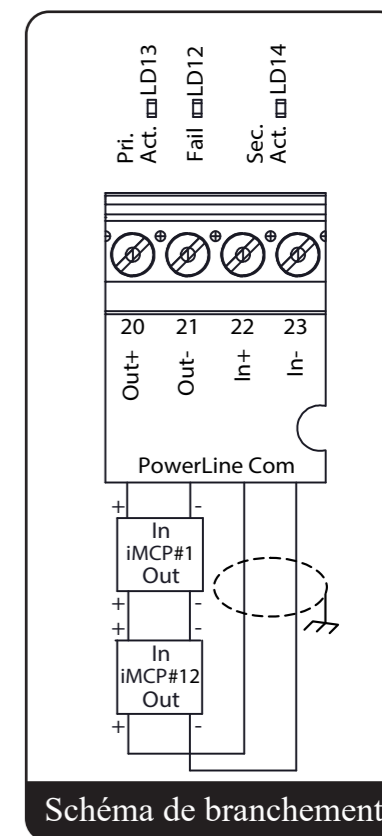 Pri.
Act. LD13
Fail LD12
Sec.
Act. LD14
20 21 22 23
Out+ Out- In+ In-
PowerLine Com
+ -
In
iMCP#1
Out
+ -
+ -
In
iMCP#12
Out
+ -
Schéma de branchement